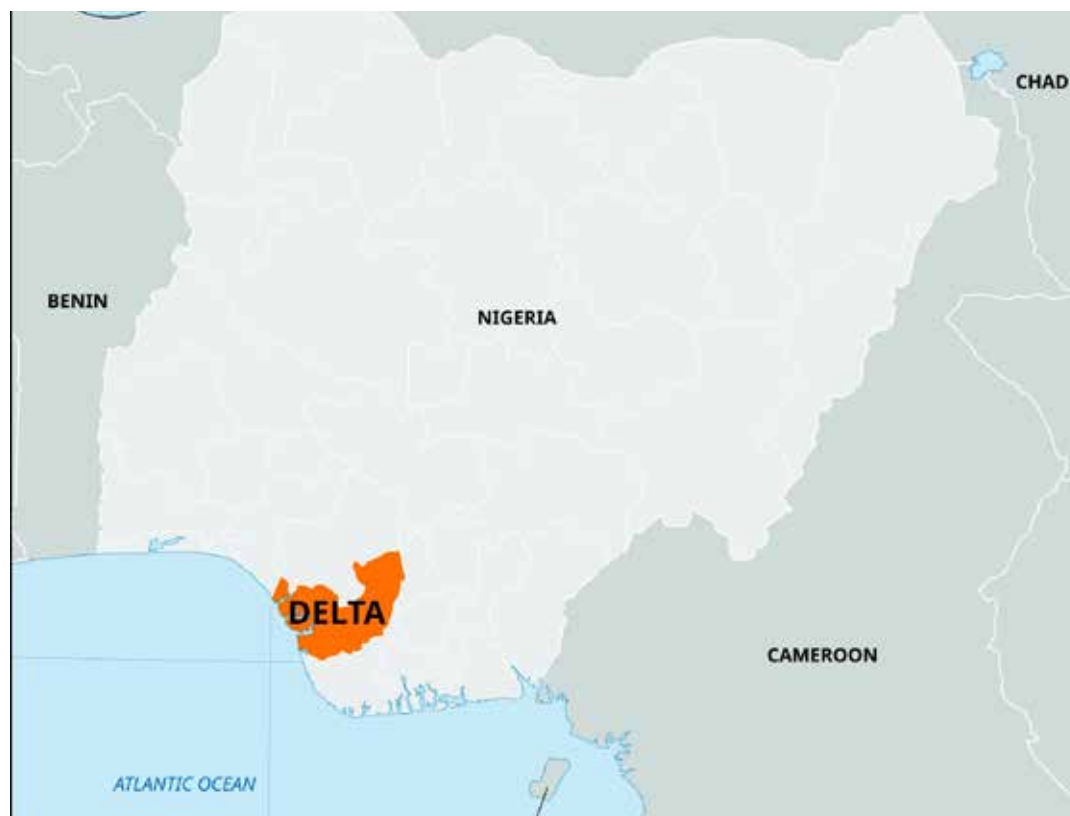 CHAD
BENIN
NIGERIA
DELTA
CAMEROON
ATLANTIC OCEAN